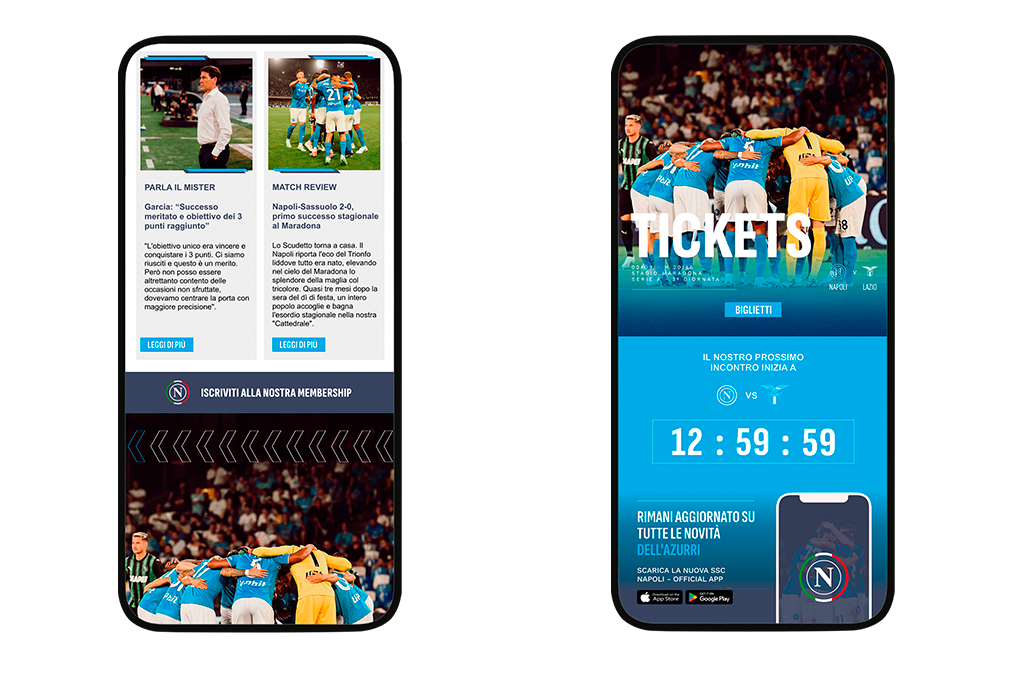 PARLA IL MISTER
Garcia: “Successo
meritato e obiettivo dei 3
punti raggiunto”
"L'obiettivo unico era vincere e
conquistare i 3 punti. Ci siamo
riusciti e questo è un merito.
Però non posso essere
altrettanto contento delle
occasioni non sfruttate,
dovevamo centrare la porta con
maggiore precisione".
LEGGI DI PIÙ
21
MATCH REVIEW
Napoli-Sassuolo 2-0,
primo successo stagionale
al Maradona
Lo Scudetto torna a casa. Il
Napoli riporta l'eco del Trionfo
liddove tutto era nato, elevando
nel cielo del Maradona lo
splendore della maglia col
tricolore. Quasi tre mesi dopo la
sera del dì di festa, un intero
popolo accoglie e bagna
l'esordio stagionale nella nostra
"Cattedrale".
LEGGI DI PIÙ
N
ISCRIVITI ALLA NOSTRA MEMBERSHIP
MAPEI
5
MAPEI
5
1
TICKETS
STADIO MARADONA
SERIE A
GIORNATA
V
NAPOLI
LAZIO
BIGLIETTI
IL NOSTRO PROSSIMO
INCONTRO INIZIA A
N VS
12 : 59 : 59
RIMANI AGGIORNATO SU
TUTTE LE NOVITÀ
DELL'AZURRI
SCARICA LA NUOVA SSC
NAPOLI - OFFICIAL APP
Download on the
App Store
GET IT ON
Google Play
N